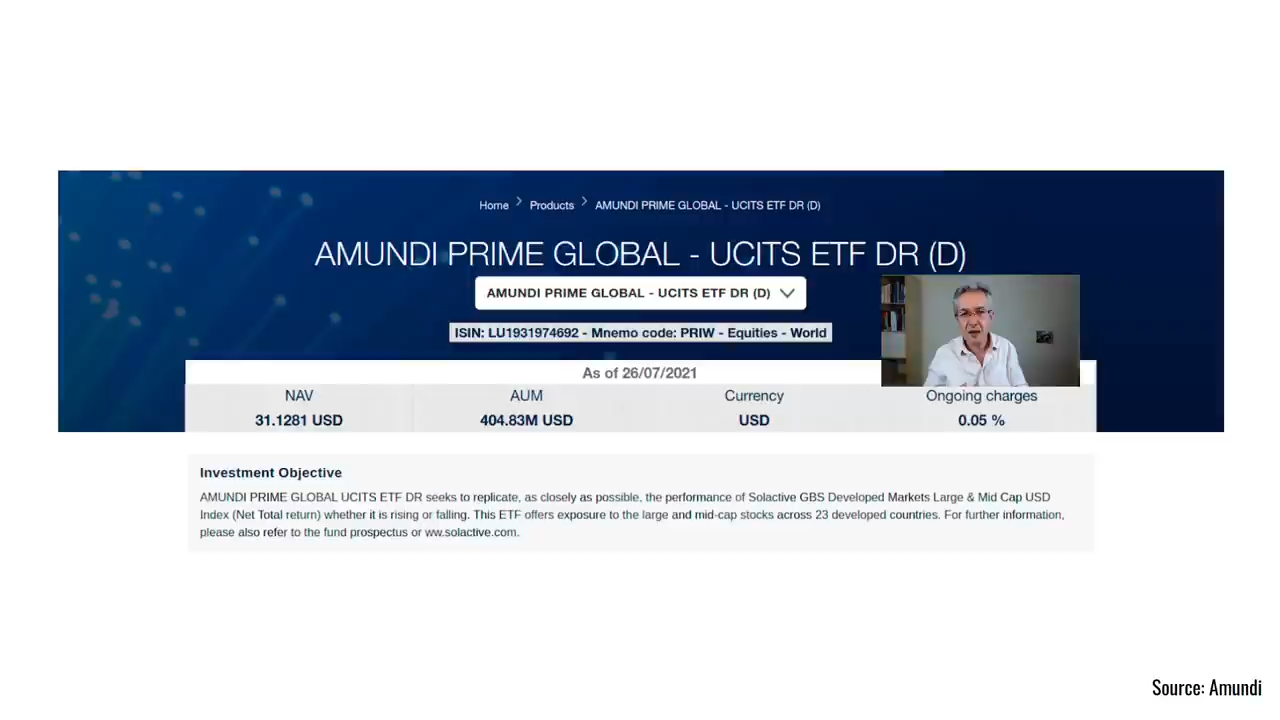 Home > Products > AMUNDI PRIME GLOBAL - UCITS ETF DR (D)
AMUNDI PRIME GLOBAL - UCITS ETF DR (D)
AMUNDI PRIME GLOBAL - UCITS ETF DR (D)
ISIN: LU1931974692 - Mnemo code: PRIW - Equities - World
As of 26/07/2021
NAV AUM Currency Ongoing charges
31.1281 USD 404.83M USD USD 0.05 %
Investment Objective
AMUNDI PRIME GLOBAL UCITS ETF DR seeks to replicate, as closely as possible, the performance of Solactive GBS Developed Markets Large & Mid Cap USD
Index (Net Total return) whether it is rising or falling. This ETF offers exposure to the large and mid-cap stocks across 23 developed countries. For further information,
please also refer to the fund prospectus or ww.solactive.com.
Source: Amundi